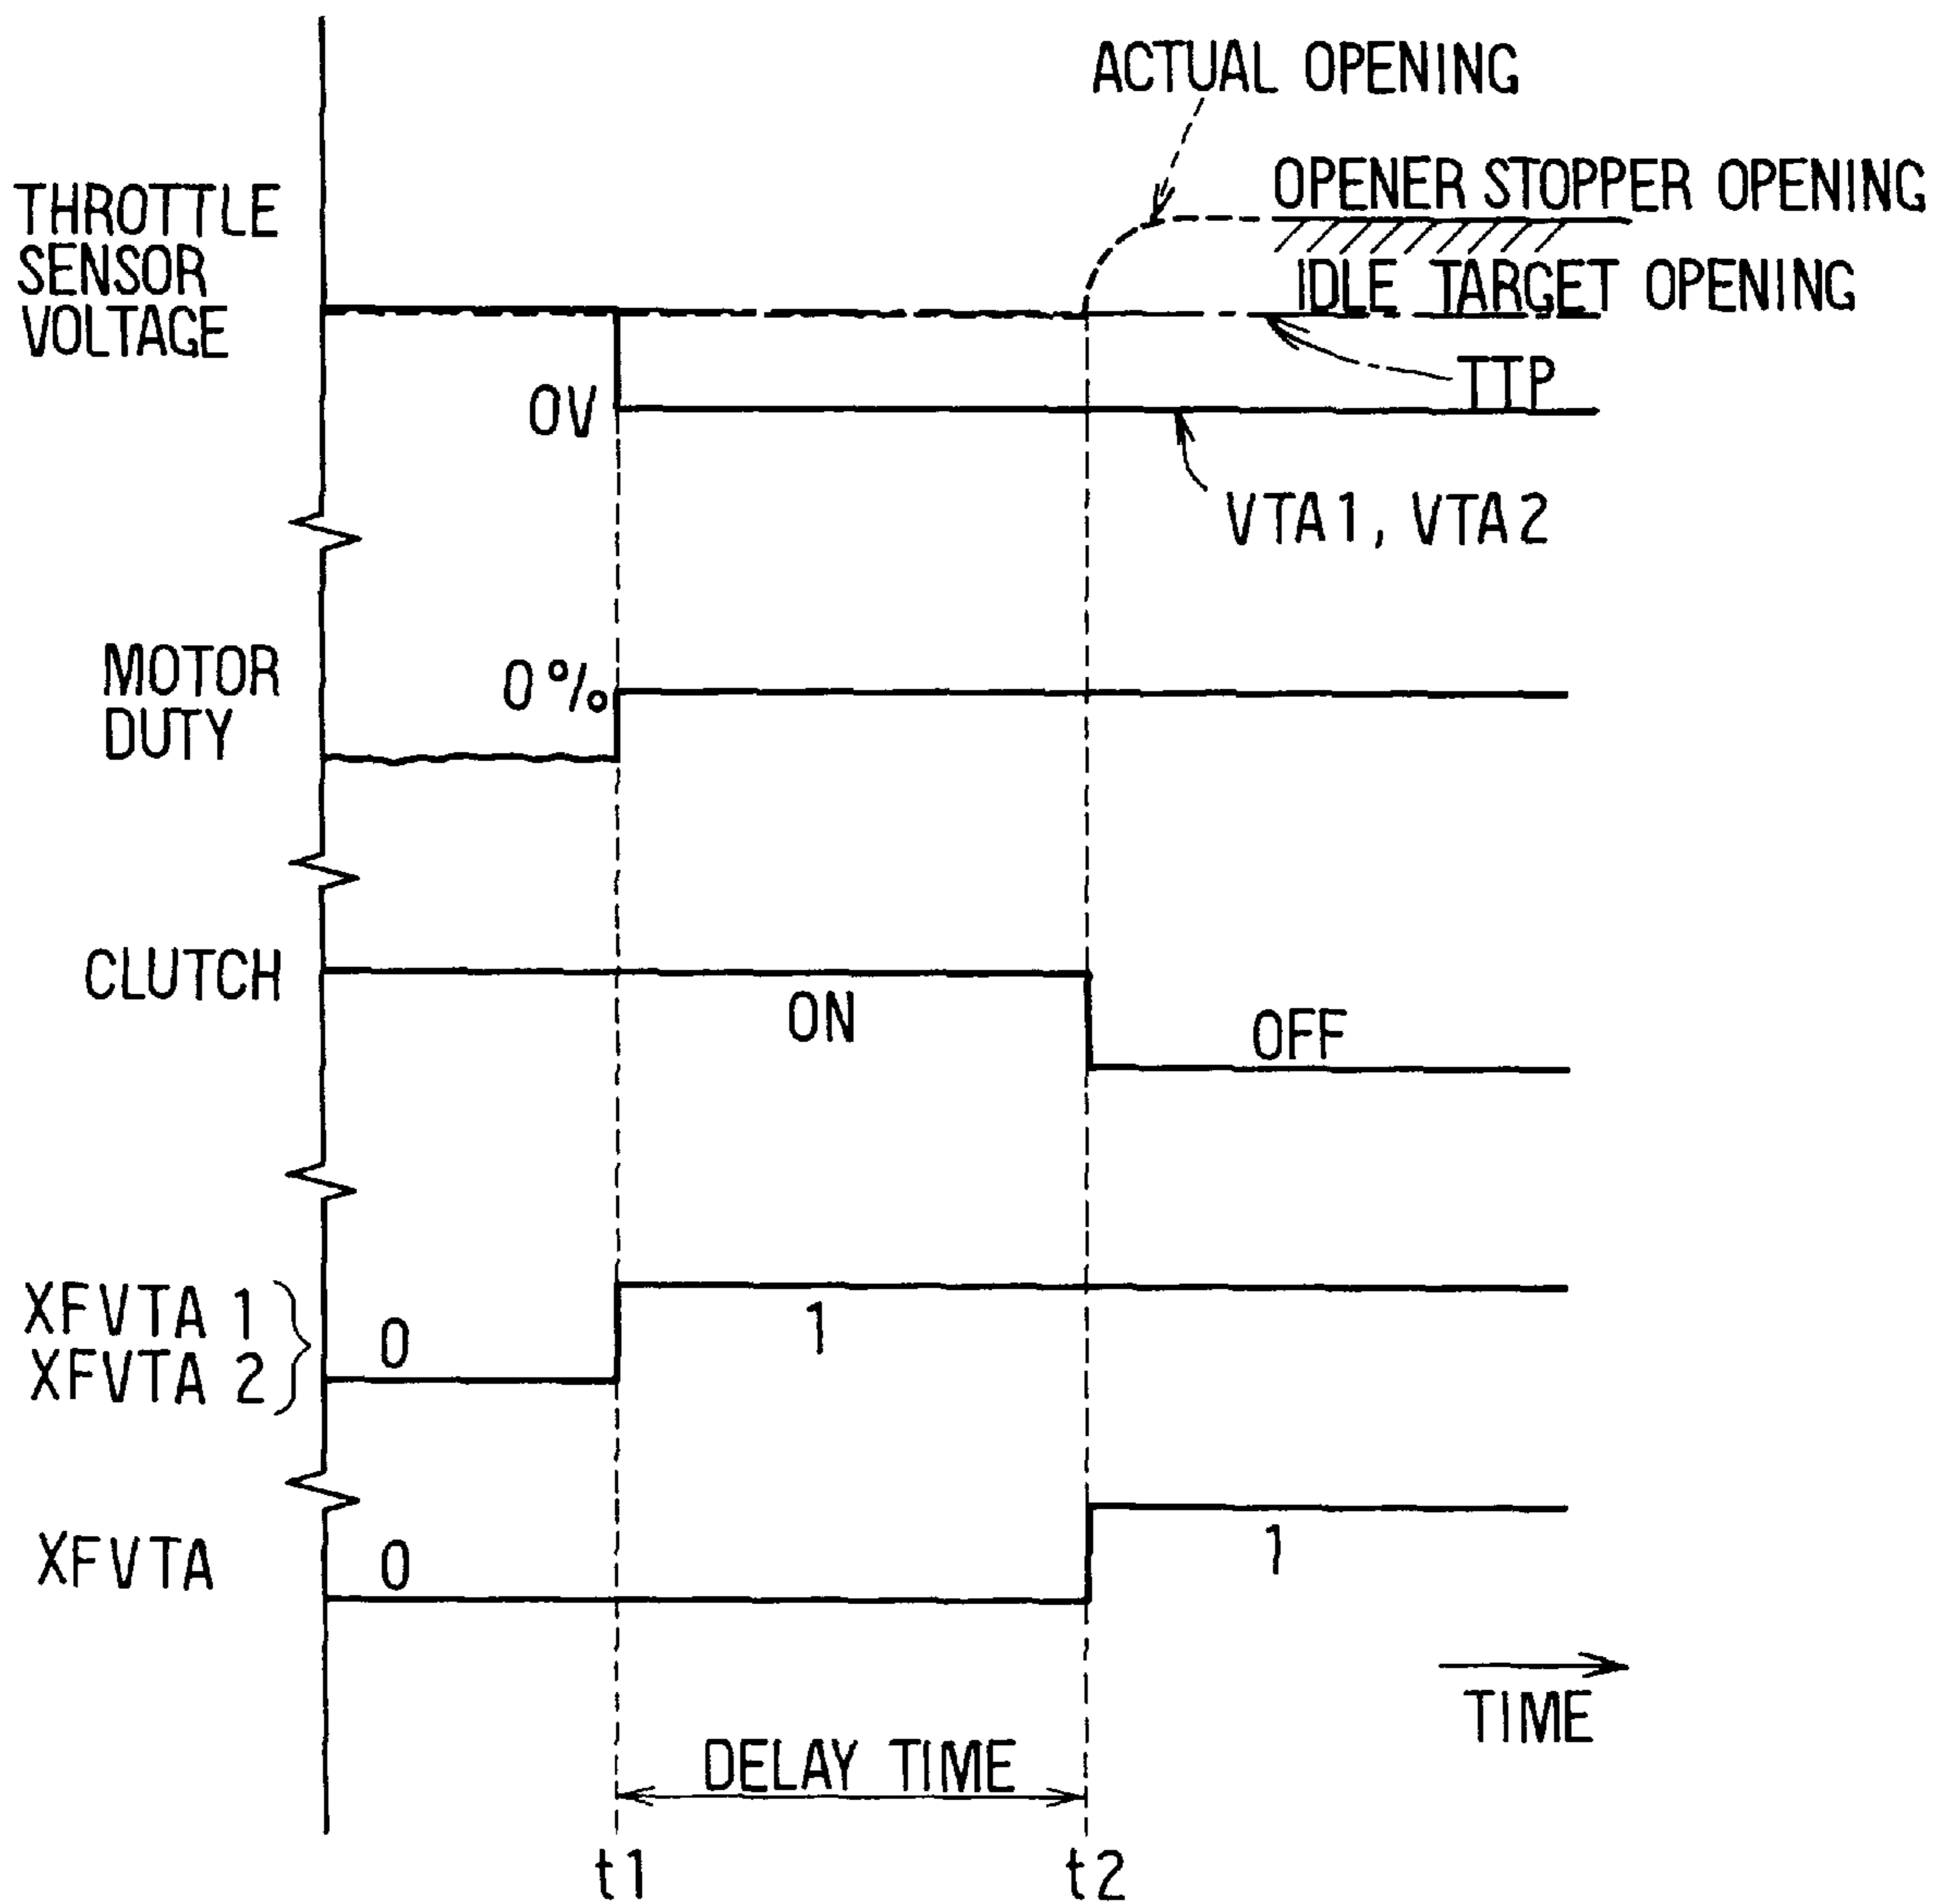 ACTUAL OPENING
THROTTLE
SENSOR
VOLTAGE
OPENER STOPPER OPENING
IDLE TARGET OPENING
TTP
0V
VTA1, VTA2
MOTOR
DUTY
0%
CLUTCH
ON
OFF
XFVTA 1
XFVTA 2
0
1
XFVTA
0
1
TIME
DELAY TIME
t1
t2